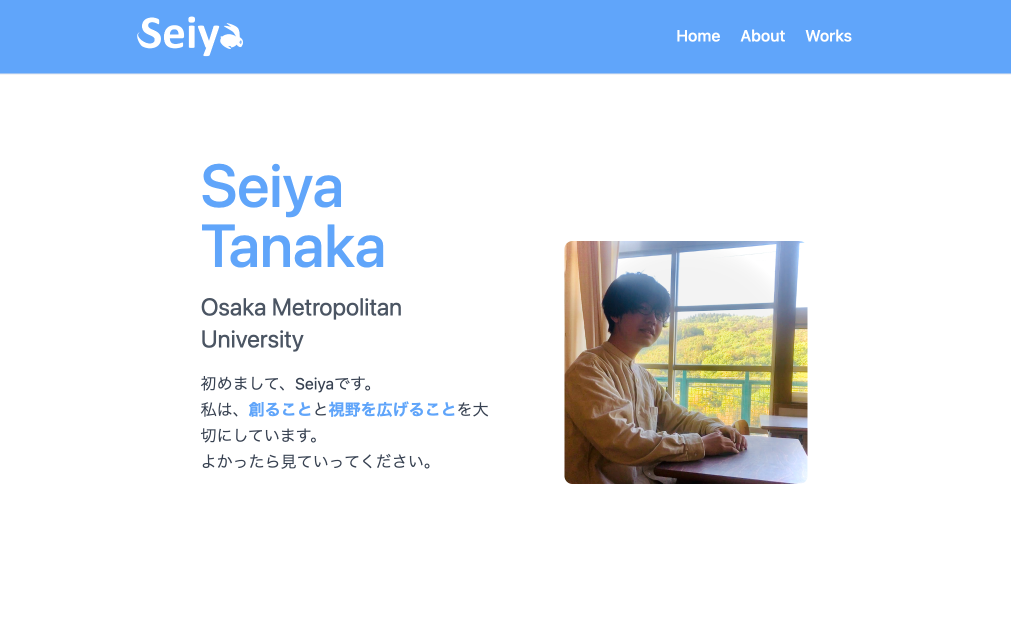 Seiya
Home About Works
Seiya
Tanaka
Osaka Metropolitan
University
初めまして、Seiyaです。
私は、創ることと視野を広げることを大
切にしています。
よかったら見ていってください。